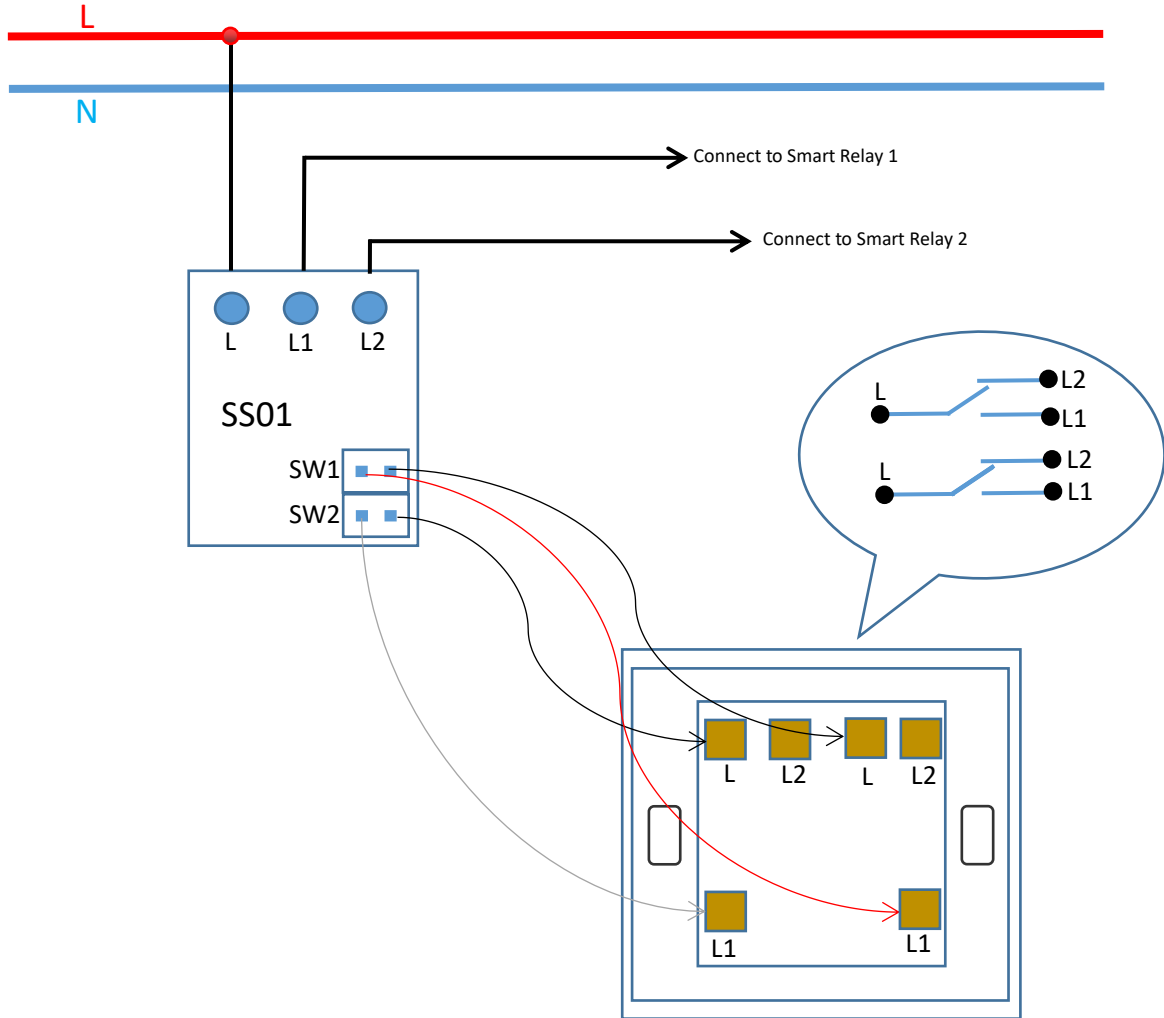 L
N
Connect to Smart Relay 1
Connect to Smart Relay 2
L L1 L2
SS01
SW1
SW2
L
L2
L1
L
L2
L1
L L2 L L2
L1 L1